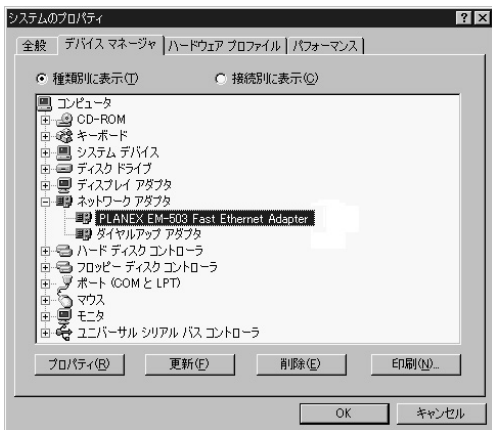 システムのプロパティ
全般 デバイス マネージャ ハードウェア プロファイル パフォーマンス
種類別に表示(T) 接続別に表示(C)
コンピュータ
CD-ROM
キーボード
システム デバイス
ディスク ドライブ
ディスプレイ アダプタ
ネットワーク アダプタ
PLANEX EM-503 Fast Ethernet Adapter
ダイヤルアップ アダプタ
ハード ディスク コントローラ
フロッピー ディスク コントローラ
ポート (COM と LPT)
マウス
モニタ
ユニバーサル シリアル バス コントローラ
プロパティ(R) 更新(F) 削除(E) 印刷(N)...
OK キャンセル